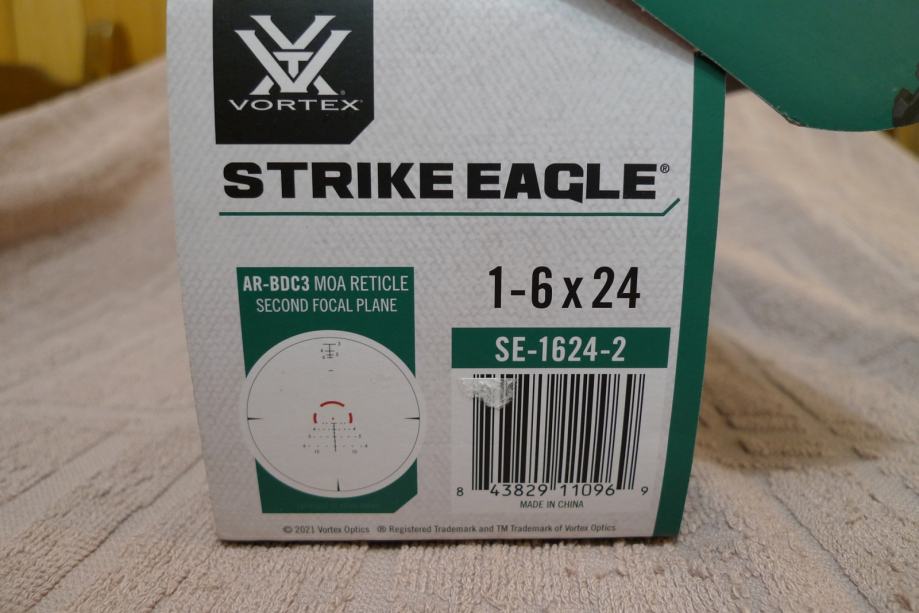 VORTEX®
STRIKE EAGLE®
AR-BDC3 MOA RETICLE
SECOND FOCAL PLANE
1-6 x 24
SE-1624-2
8 43829 11096 9
MADE IN CHINA
© 2021 Vortex Optics ® Registered Trademark and TM Trademark of Vortex Optics